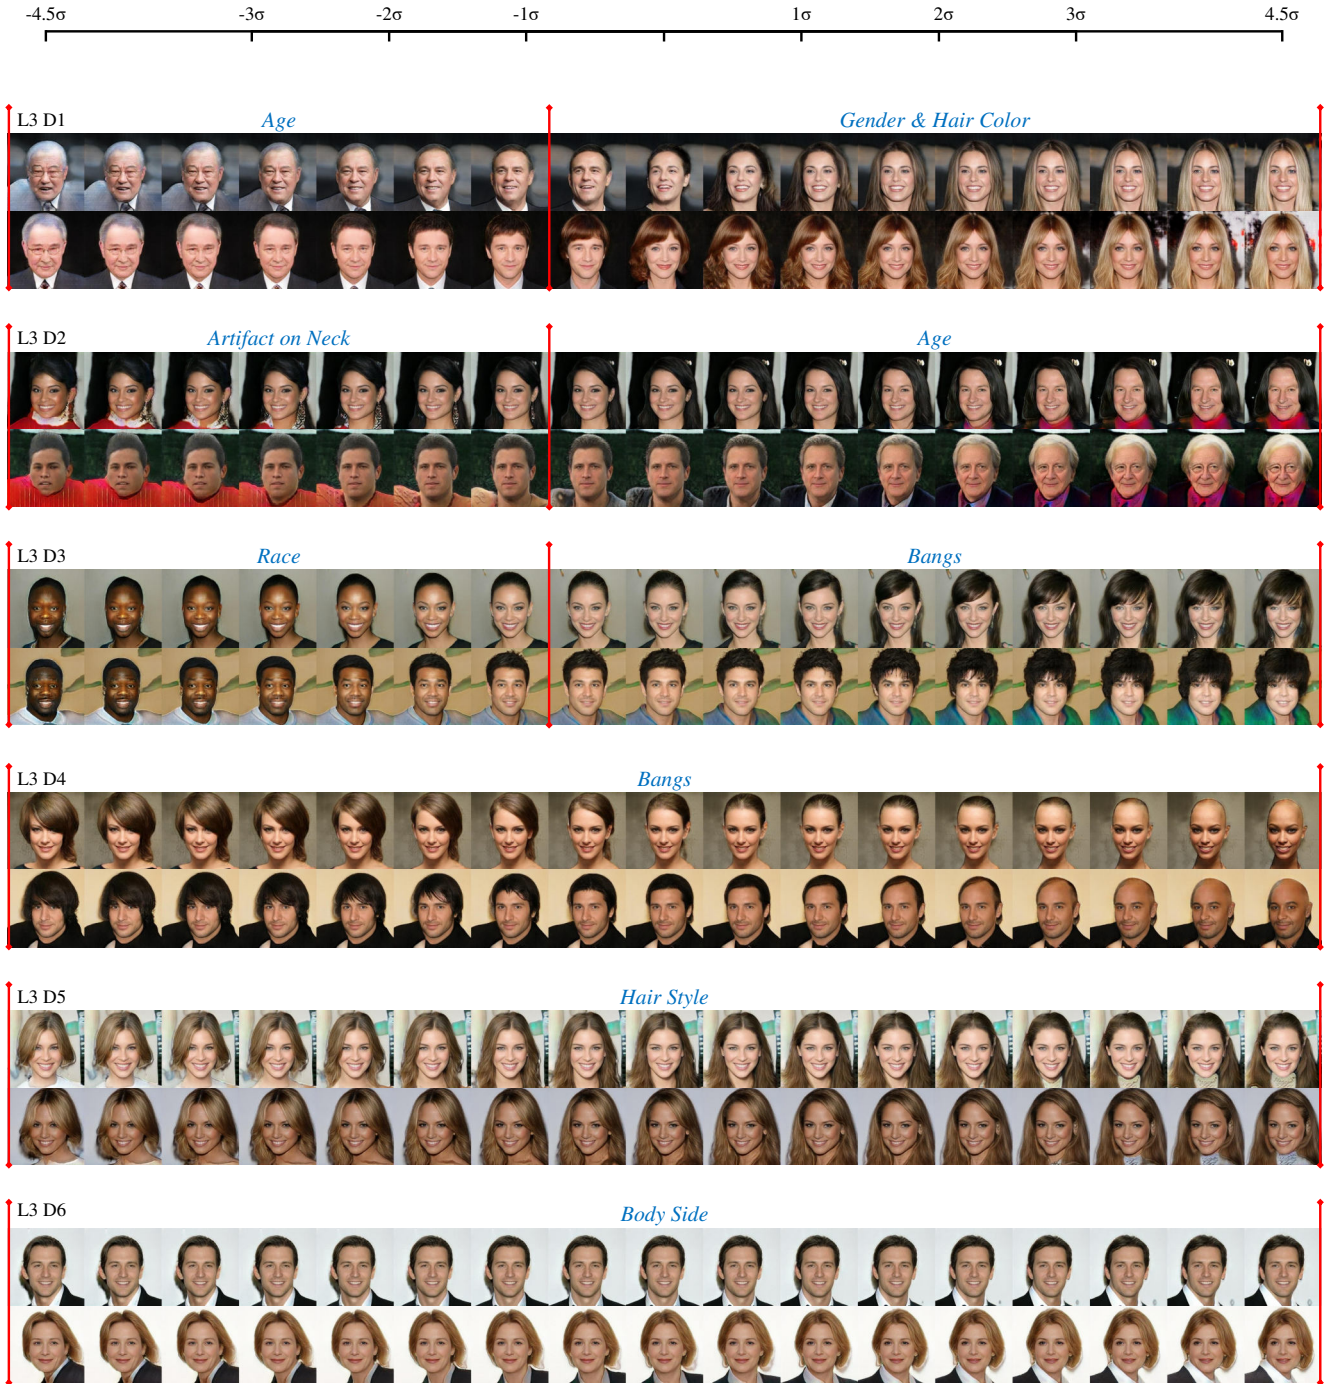 -4.5σ -3σ -2σ -1σ 1σ 2σ 3σ 4.5σ
L3 D1 Age Gender & Hair Color
L3 D2 Artifact on Neck Age
L3 D3 Race Bangs
L3 D4 Bangs
L3 D5 Hair Style
L3 D6 Body Side